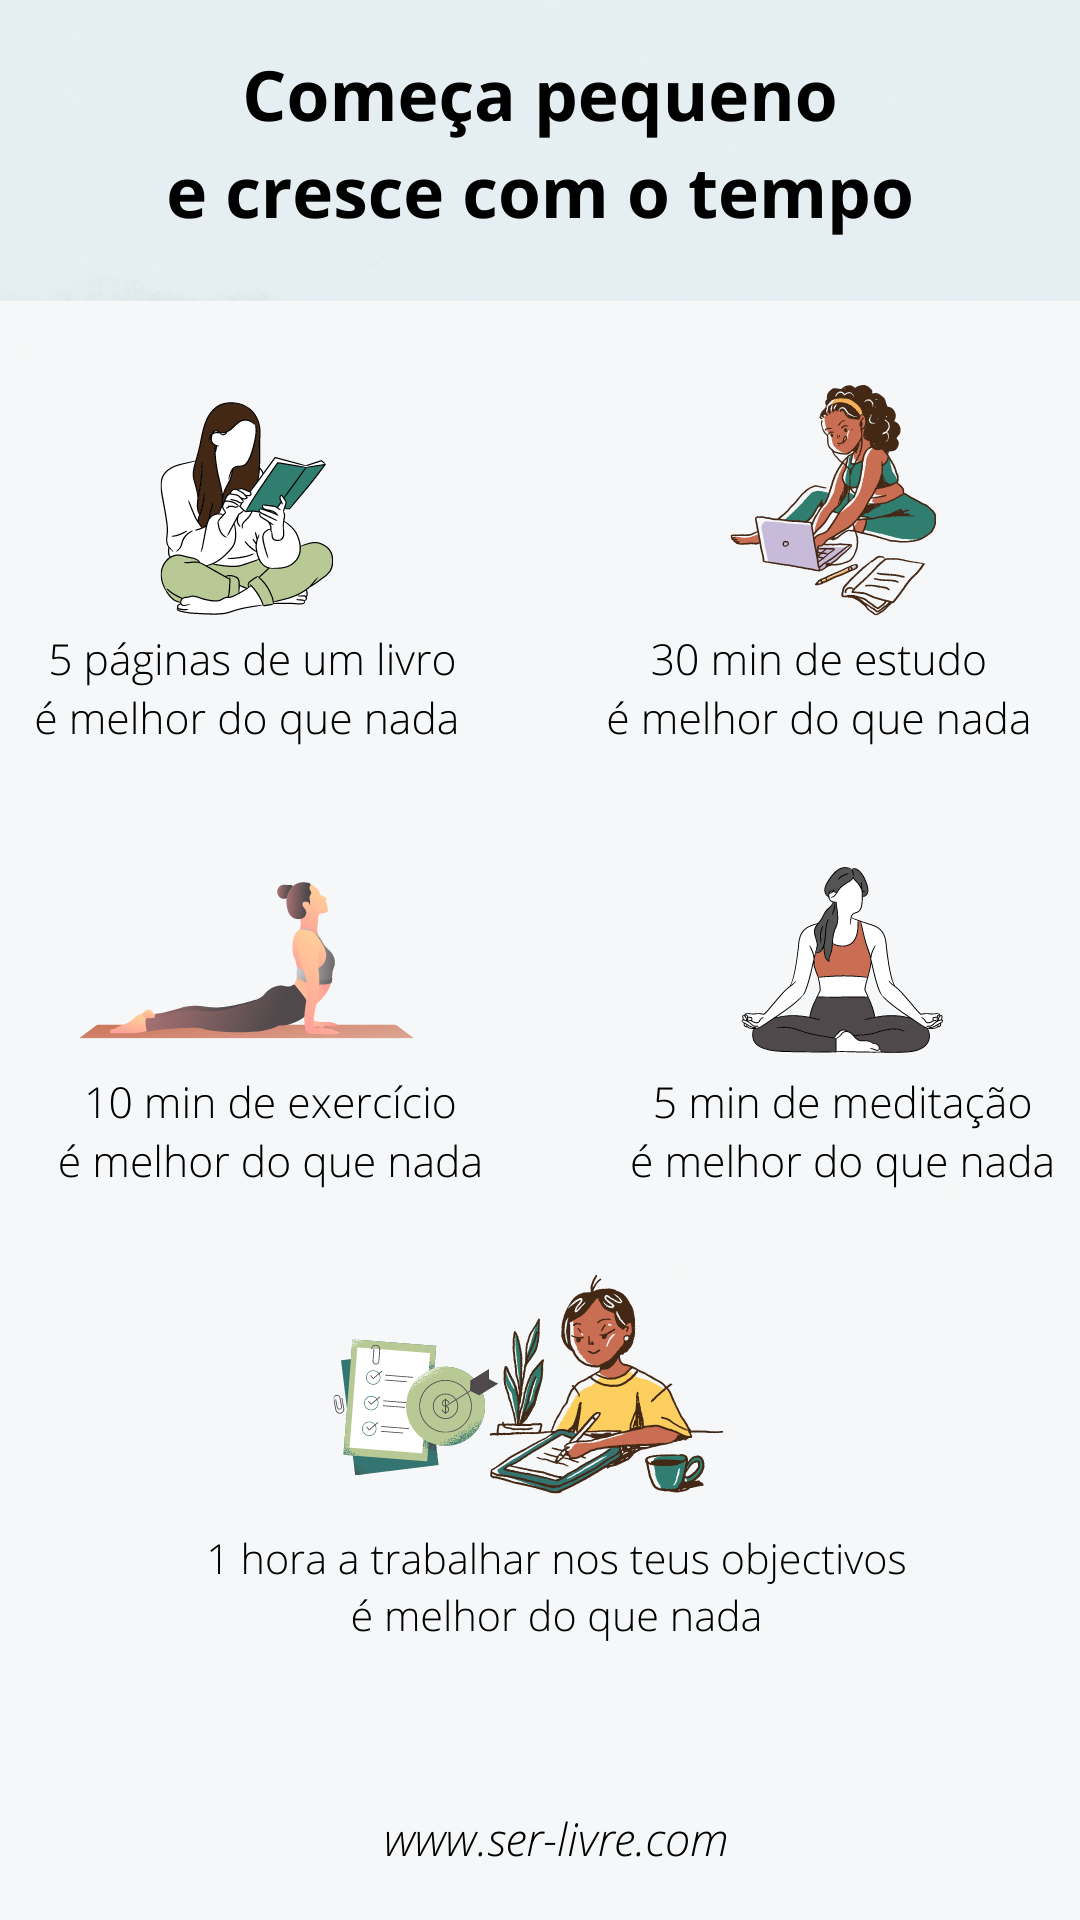 Começa pequeno
e cresce com o tempo
5 páginas de um livro
é melhor do que nada
30 min de estudo
é melhor do que nada
10 min de exercício
é melhor do que nada
5 min de meditação
é melhor do que nada
$
1 hora a trabalhar nos teus objectivos
é melhor do que nada
www.ser-livre.com